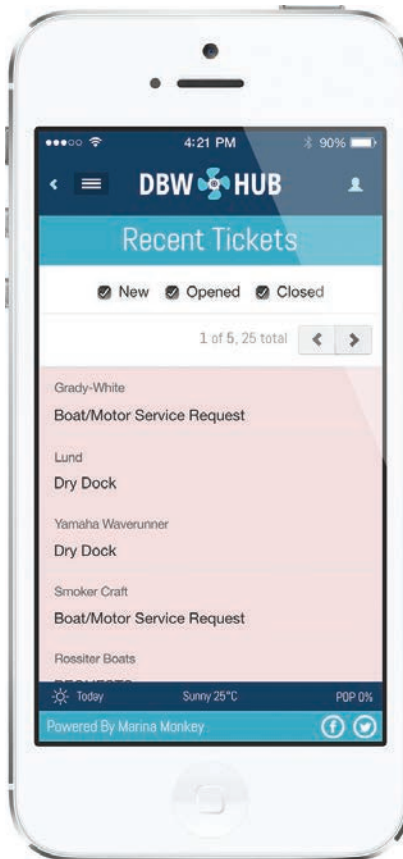 4:21 PM 90%
DBW HUB
Recent Tickets
New Opened Closed
1 of 5, 25 total
Grady-White
Boat/Motor Service Request
Lund
Dry Dock
Yamaha Waverunner
Dry Dock
Smoker Craft
Boat/Motor Service Request
Rossiter Boats
Today Sunny 25°C POP 0%
Powered By Marina Monkey